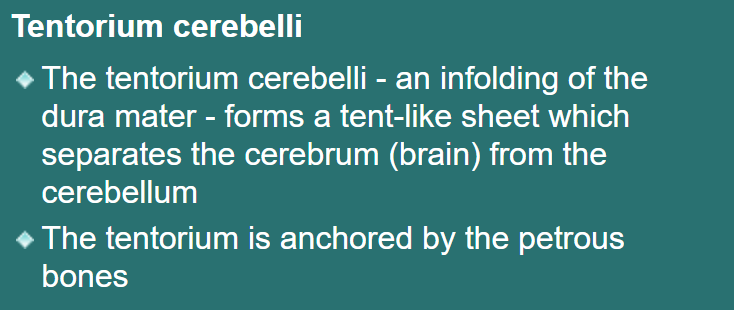 Tentorium cerebelli
The tentorium cerebelli - an infolding of the
dura mater - forms a tent-like sheet which
separates the cerebrum (brain) from the
cerebellum
The tentorium is anchored by the petrous
bones